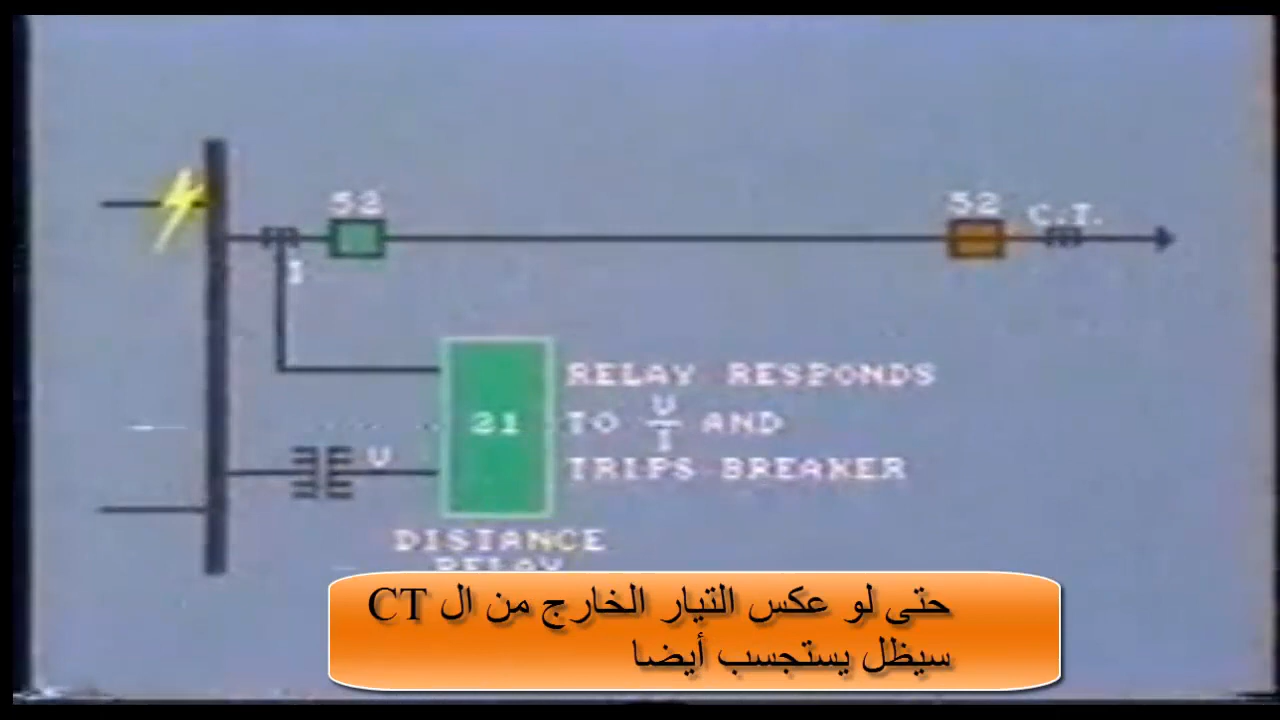 52
52
C.T.
I
RELAY RESPONDS
21
TO U/I AND
U
TRIPS BREAKER
DISTANCE
RELAY
حتى لو عكس التيار الخارج من ال CT
سيظل يستجسب أيضا